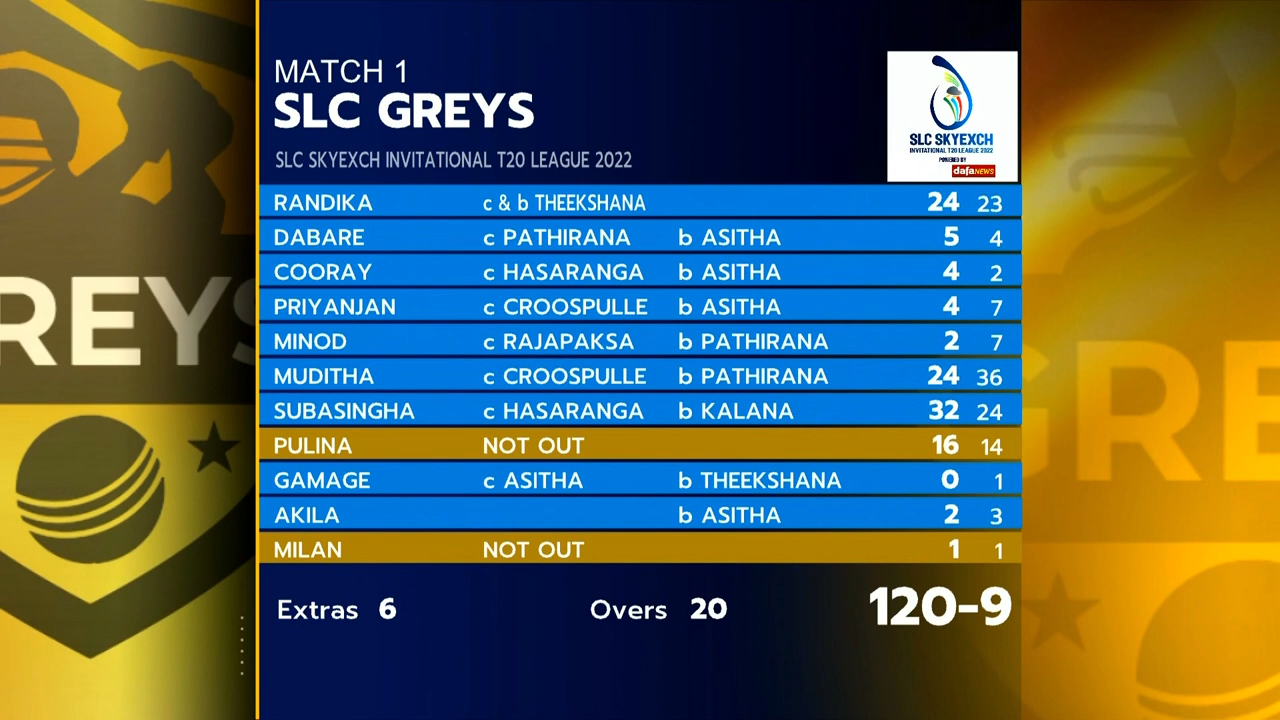 MATCH 1
SLC GREYS
SLC SKYEXCH INVITATIONAL T20 LEAGUE 2022
SLC SKYEXCH
INVITATIONAL T20 LEAGUE 2022
POWERED BY
dafaNEWS
RANDIKA c & b THEEKSHANA 24 23
DABARE c PATHIRANA b ASITHA 5 4
COORAY c HASARANGA b ASITHA 4 2
PRIYANJAN c CROOSPULLE b ASITHA 4 7
MINOD c RAJAPAKSA b PATHIRANA 2 7
MUDITHA c CROOSPULLE b PATHIRANA 24 36
SUBASINGHA c HASARANGA b KALANA 32 24
PULINA NOT OUT 16 14
GAMAGE c ASITHA b THEEKSHANA 0 1
AKILA b ASITHA 2 3
MILAN NOT OUT 1 1
Extras 6 Overs 20 120-9
REYS
GRE